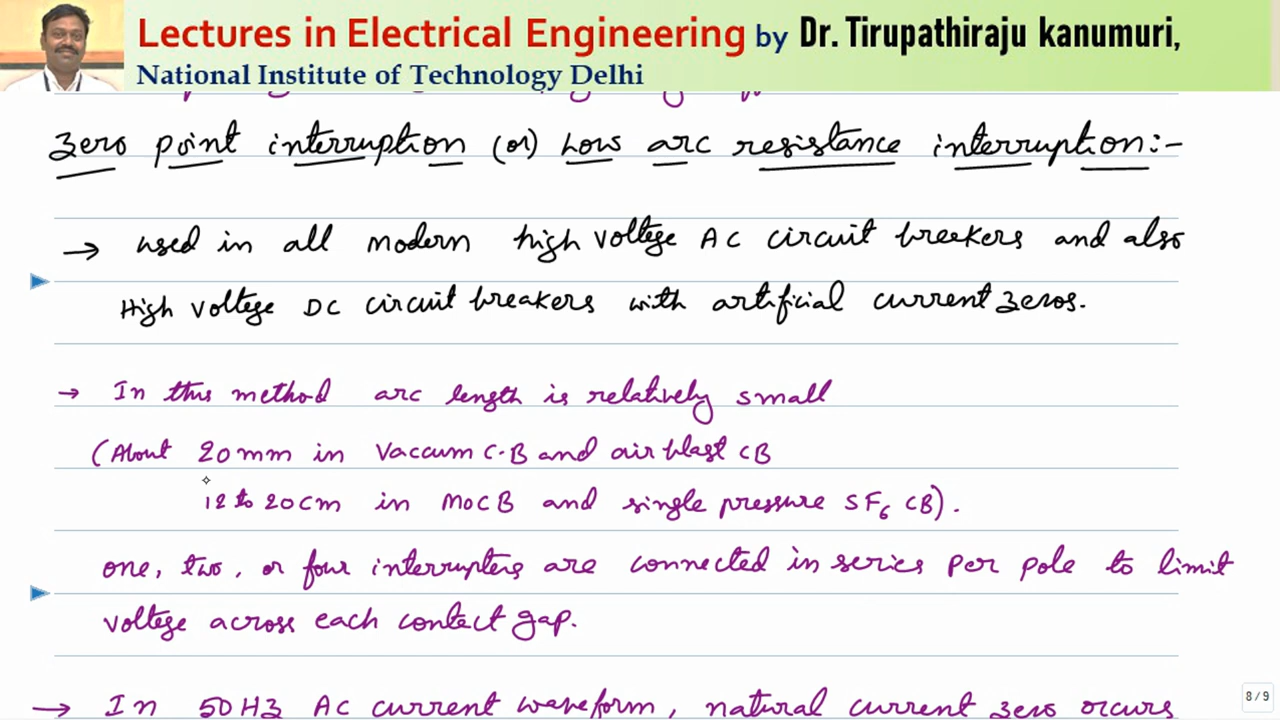 Lectures in Electrical Engineering by Dr. Tirupathiraju kanumuri,
National Institute of Technology Delhi
Zero point interruption (or) Low arc resistance interruption:-
→ used in all modern high voltage AC circuit breakers and also
High voltage DC circuit breakers with artificial current zeros.
→ In this method arc length is relatively small
(About 20mm in Vaccum C.B and air blast CB
12 to 20cm in MOCB and single pressure SF6 CB).
one, two, or four interrupters are connected in series per pole to limit
voltage across each contact gap.
→ In 50Hz AC current waveform, natural current zero occurs
8/9